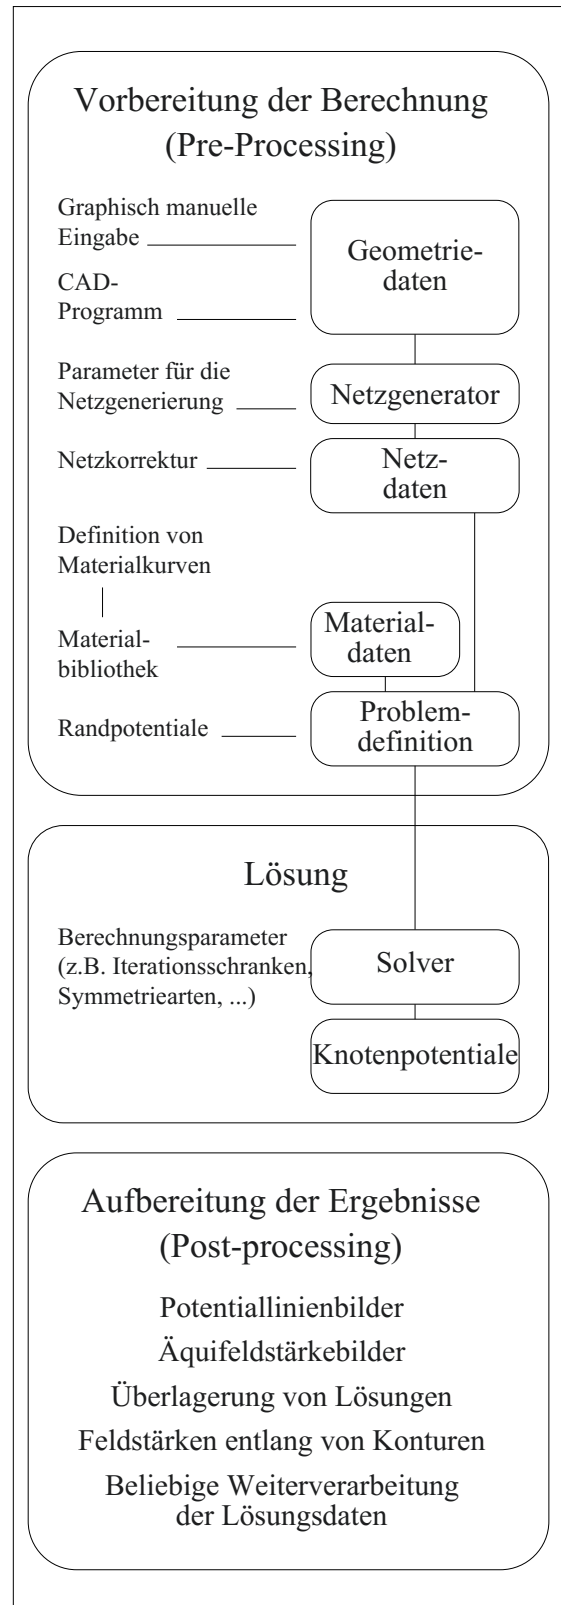 Vorbereitung der Berechnung
(Pre-Processing)
Graphisch manuelle
Eingabe
Geometrie-
daten
CAD-
Programm
Parameter für die
Netzgenerierung
Netzgenerator
Netzkorrektur
Netz-
daten
Definition von
Materialkurven
Material-
bibliothek
Material-
daten
Randpotentiale
Problem-
definition
Lösung
Berechnungsparameter
(z.B. Iterationsschranken,
Symmetriearten, ...)
Solver
Knotenpotentiale
Aufbereitung der Ergebnisse
(Post-processing)
Potentiallinienbilder
Äquifeldstärkebilder
Überlagerung von Lösungen
Feldstärken entlang von Konturen
Beliebige Weiterverarbeitung
der Lösungsdaten